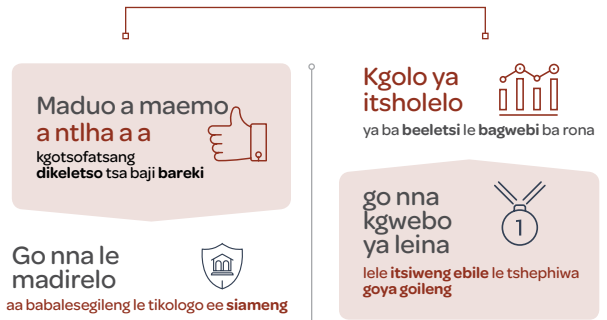 Maduo a maemo
a ntlha a a
kgotsofatsang
dikeletso tsa baji bareki
Go nna le
madirelo
aa babalesegileng le tikologo ee siameng
Kgolo ya
itsholelo
ya ba beeletsi le bagwebi ba rona
go nna
kgwebo
ya leina
1
lele itsiweng ebile le tshephiwa
goya goileng